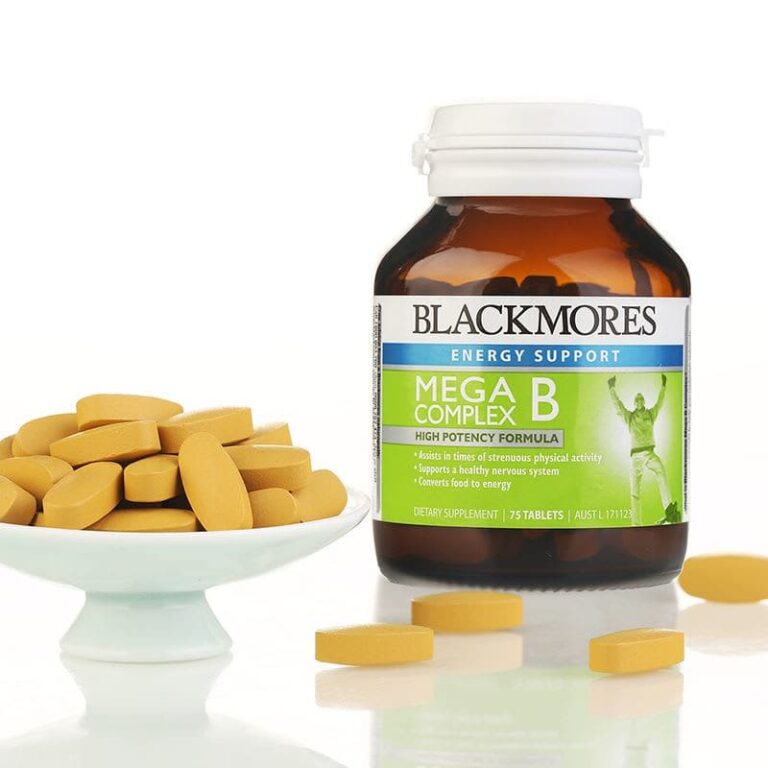 BLACKMORES
ENERGY SUPPORT
MEGA B
COMPLEX
HIGH POTENCY FORMULA
• Assists in times of strenuous physical activity
• Supports a healthy nervous system
• Converts food to energy
DIETARY SUPPLEMENT | 75 TABLETS | AUST L 171123